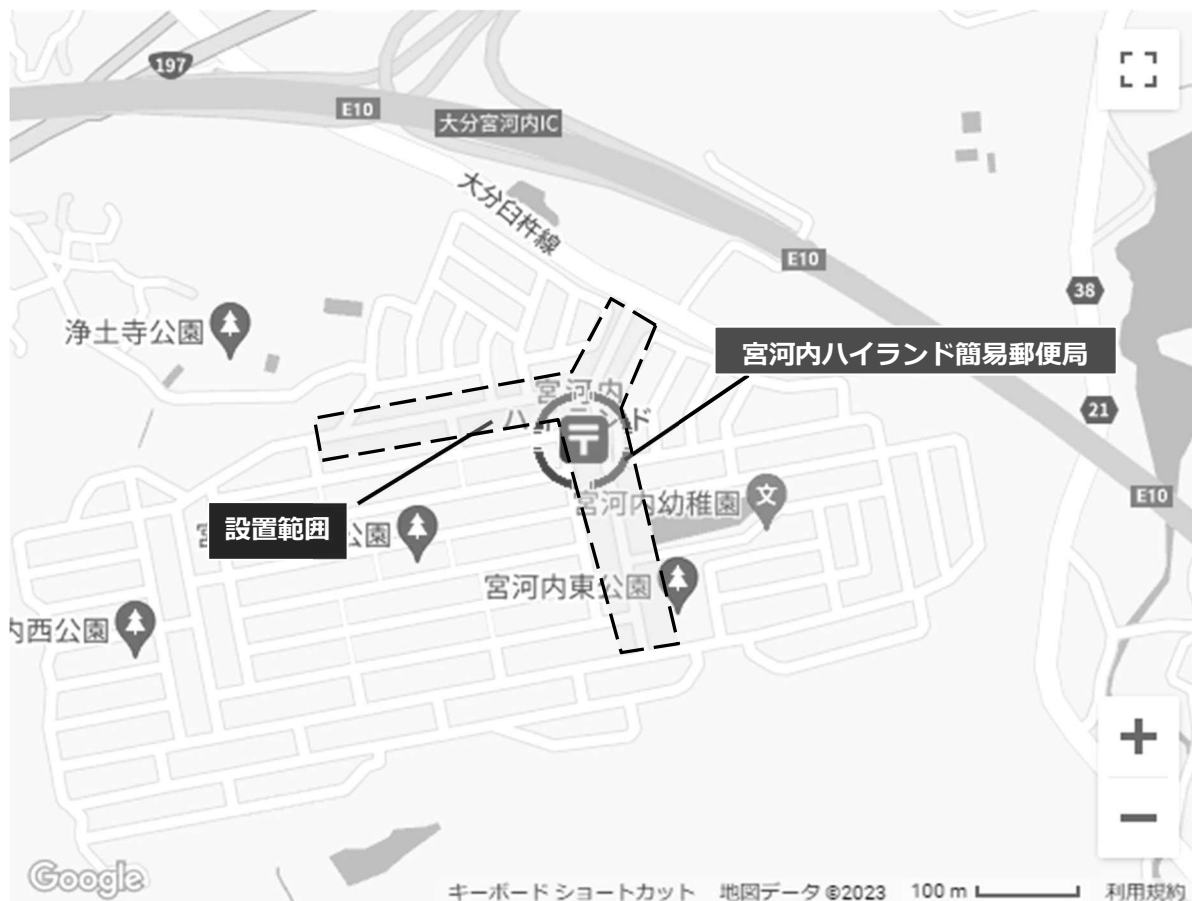 197
E10
大分宮河内IC
大分臼杵線
E10
38
浄土寺公園
宮河内ハイランド簡易郵便局
宮河内
ハイランド
21
宮河内幼稚園
文
E10
設置範囲
公園
宮河内東公園
内西公園
Google
キーボード ショートカット
地図データ ©2023
100 m
利用規約